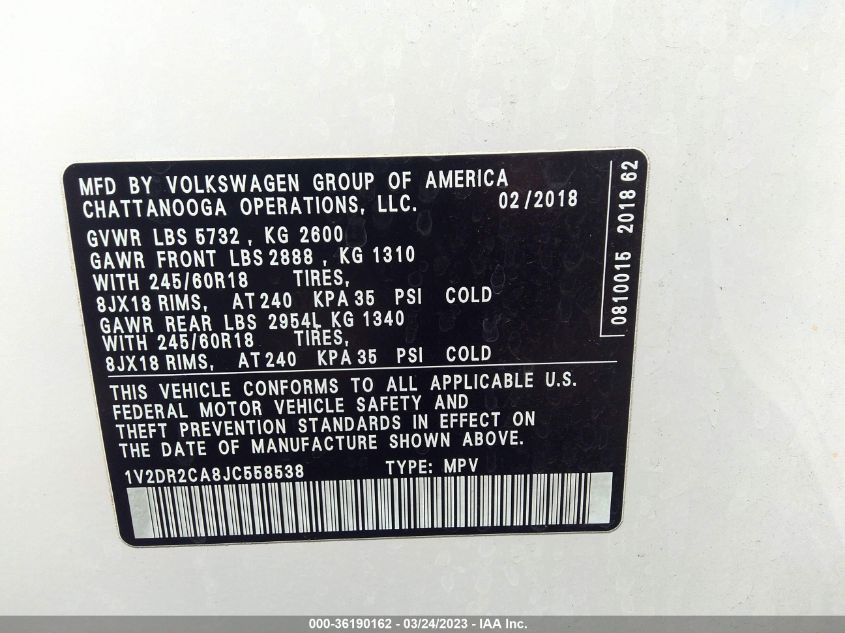 MFD BY VOLKSWAGEN GROUP OF AMERICA
CHATTANOOGA OPERATIONS, LLC. 02/2018
GVWR LBS 5732 , KG 2600
GAWR FRONT LBS 2888 , KG 1310
WITH 245/60R18 TIRES,
8JX18 RIMS, AT 240 KPA 35 PSI COLD
GAWR REAR LBS 2954L KG 1340
WITH 245/60R18 TIRES,
8JX18 RIMS, AT 240 KPA 35 PSI COLD
THIS VEHICLE CONFORMS TO ALL APPLICABLE U.S.
FEDERAL MOTOR VEHICLE SAFETY AND
THEFT PREVENTION STANDARDS IN EFFECT ON
THE DATE OF MANUFACTURE SHOWN ABOVE.
1V2DR2CA8JC558538 TYPE: MPV
0810015 2018 62
000-36190162 - 03/24/2023 - IAA Inc.